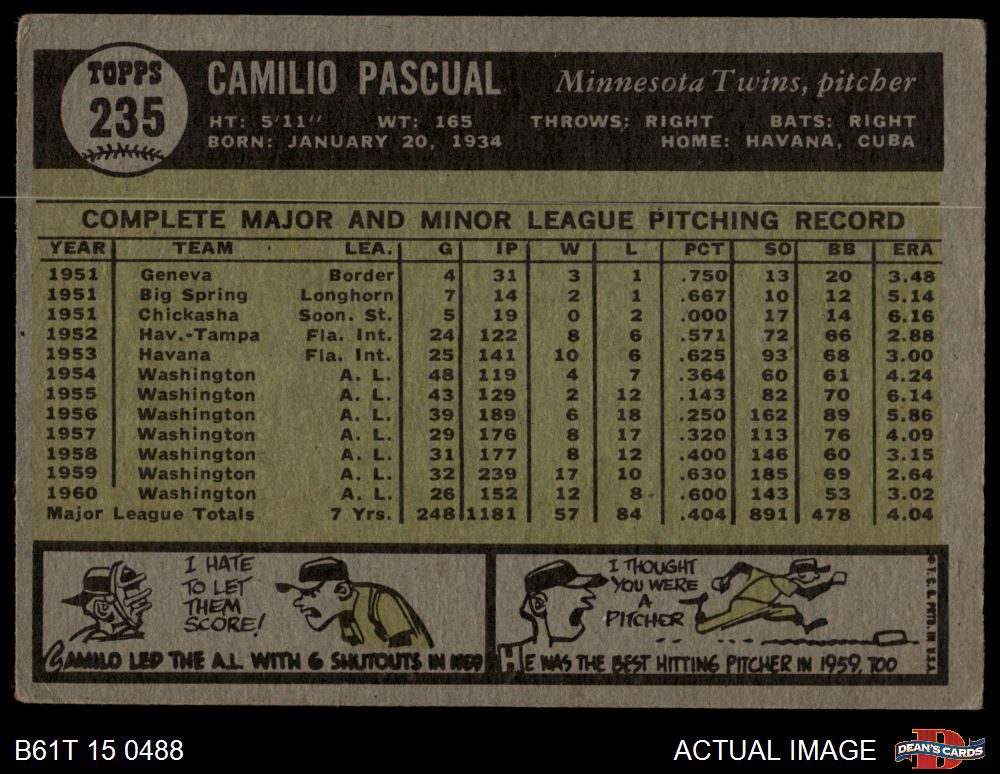 TOPPS
235
CAMILIO PASCUAL Minnesota Twins, pitcher
HT: 5'11" WT: 165 THROWS: RIGHT BATS: RIGHT
BORN: JANUARY 20, 1934 HOME: HAVANA, CUBA
COMPLETE MAJOR AND MINOR LEAGUE PITCHING RECORD
YEAR TEAM LEA. G IP W L PCT SO BB ERA
1951 Geneva Border 4 31 3 1 .750 13 20 3.48
1951 Big Spring Longhorn 7 14 2 1 .667 10 12 5.14
1951 Chickasha Soon. St. 5 19 0 2 .000 17 14 6.16
1952 Hav.-Tampa Fla. Int. 24 122 8 6 .571 72 66 2.88
1953 Havana Fla. Int. 25 141 10 6 .625 93 68 3.00
1954 Washington A. L. 48 119 4 7 .364 60 61 4.24
1955 Washington A. L. 43 129 2 12 .143 82 70 6.14
1956 Washington A. L. 39 189 6 18 .250 162 89 5.86
1957 Washington A. L. 29 176 8 17 .320 113 76 4.09
1958 Washington A. L. 31 177 8 12 .400 146 60 3.15
1959 Washington A. L. 32 239 17 10 .630 185 69 2.64
1960 Washington A. L. 26 152 12 8 .600 143 53 3.02
Major League Totals 7 Yrs. 248 1181 57 84 .404 891 478 4.04
I HATE
TO LET
THEM
SCORE!
CAMILO LED THE A.L. WITH 6 SHUTOUTS IN 1959
I THOUGHT
YOU WERE
A
PITCHER
HE WAS THE BEST HITTING PITCHER IN 1959, TOO
© T.C.G. PRTD. IN U.S.A.
B61T 15 0488
ACTUAL IMAGE
DEAN'S CARDS